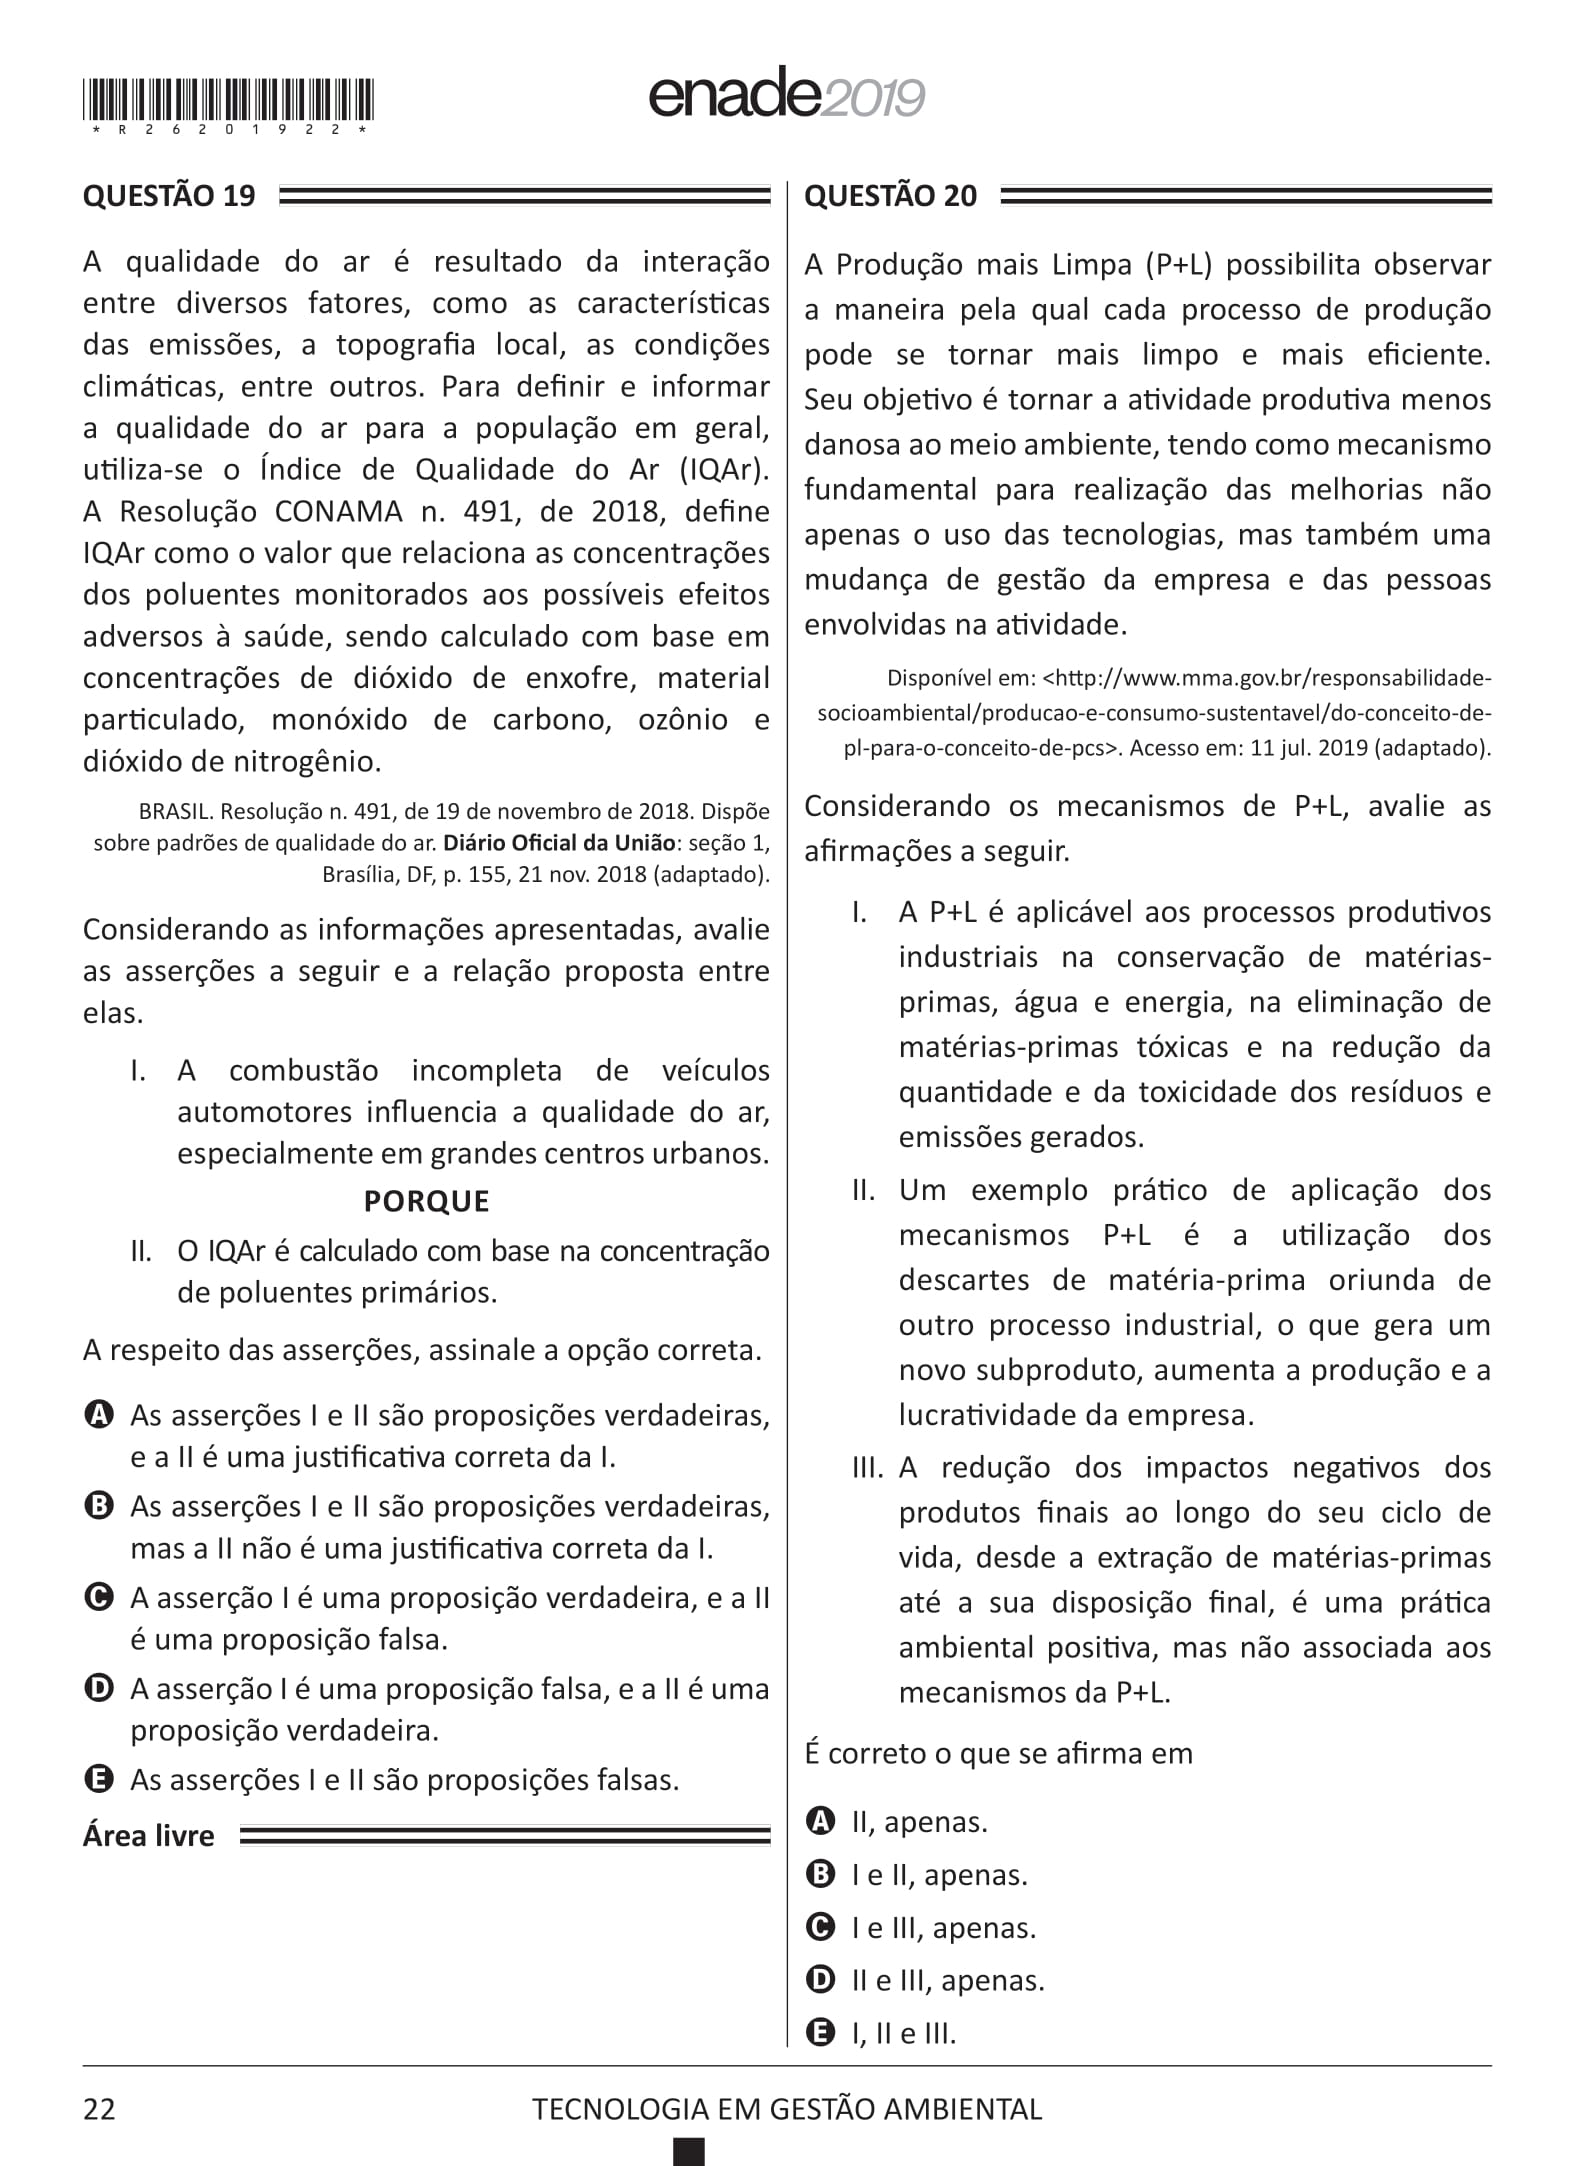 *R26201922*
enade2019
QUESTÃO 19
A qualidade do ar é resultado da interação
entre diversos fatores, como as características
das emissões, a topografia local, as condições
climáticas, entre outros. Para definir e informar
a qualidade do ar para a população em geral,
utiliza-se o Índice de Qualidade do Ar (IQAr).
A Resolução CONAMA n. 491, de 2018, define
IQAr como o valor que relaciona as concentrações
dos poluentes monitorados aos possíveis efeitos
adversos à saúde, sendo calculado com base em
concentrações de dióxido de enxofre, material
particulado, monóxido de carbono, ozônio e
dióxido de nitrogênio.
BRASIL. Resolução n. 491, de 19 de novembro de 2018. Dispõe
sobre padrões de qualidade do ar. Diário Oficial da União: seção 1,
Brasília, DF, p. 155, 21 nov. 2018 (adaptado).
Considerando as informações apresentadas, avalie
as asserções a seguir e a relação proposta entre
elas.
I. A combustão incompleta de veículos
automotores influencia a qualidade do ar,
especialmente em grandes centros urbanos.
PORQUE
II. O IQAr é calculado com base na concentração
de poluentes primários.
A respeito das asserções, assinale a opção correta.
A As asserções I e II são proposições verdadeiras,
e a II é uma justificativa correta da I.
B As asserções I e II são proposições verdadeiras,
mas a II não é uma justificativa correta da I.
C A asserção I é uma proposição verdadeira, e a II
é uma proposição falsa.
D A asserção I é uma proposição falsa, e a II é uma
proposição verdadeira.
E As asserções I e II são proposições falsas.
Área livre
QUESTÃO 20
A Produção mais Limpa (P+L) possibilita observar
a maneira pela qual cada processo de produção
pode se tornar mais limpo e mais eficiente.
Seu objetivo é tornar a atividade produtiva menos
danosa ao meio ambiente, tendo como mecanismo
fundamental para realização das melhorias não
apenas o uso das tecnologias, mas também uma
mudança de gestão da empresa e das pessoas
envolvidas na atividade.
Disponível em: <http://www.mma.gov.br/responsabilidade-
socioambiental/producao-e-consumo-sustentavel/do-conceito-de-
pl-para-o-conceito-de-pcs>. Acesso em: 11 jul. 2019 (adaptado).
Considerando os mecanismos de P+L, avalie as
afirmações a seguir.
I. A P+L é aplicável aos processos produtivos
industriais na conservação de matérias-
primas, água e energia, na eliminação de
matérias-primas tóxicas e na redução da
quantidade e da toxicidade dos resíduos e
emissões gerados.
II. Um exemplo prático de aplicação dos
mecanismos P+L é a utilização dos
descartes de matéria-prima oriunda de
outro processo industrial, o que gera um
novo subproduto, aumenta a produção e a
lucratividade da empresa.
III. A redução dos impactos negativos dos
produtos finais ao longo do seu ciclo de
vida, desde a extração de matérias-primas
até a sua disposição final, é uma prática
ambiental positiva, mas não associada aos
mecanismos da P+L.
É correto o que se afirma em
A II, apenas.
B I e II, apenas.
C I e III, apenas.
D II e III, apenas.
E I, II e III.
22
TECNOLOGIA EM GESTÃO AMBIENTAL